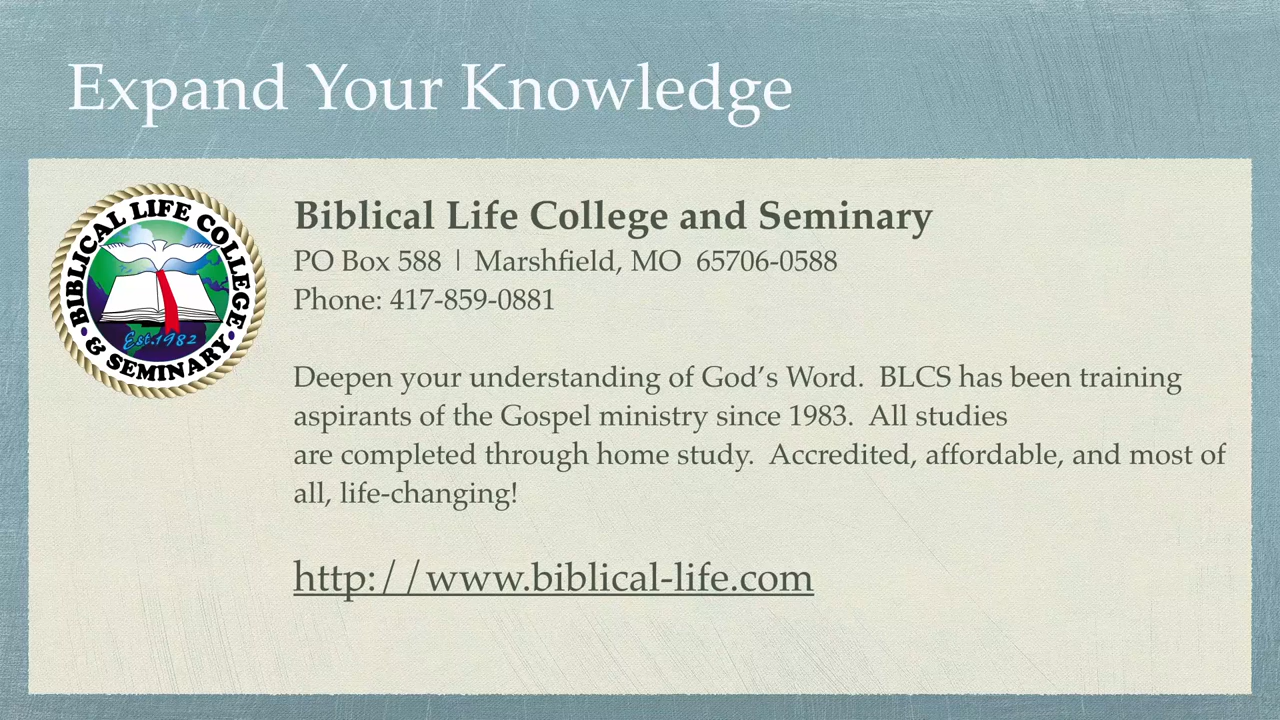 Expand Your Knowledge
BIBLICAL LIFE COLLEGE
• & SEMINARY •
Est.1982
Biblical Life College and Seminary
PO Box 588 | Marshfield, MO  65706-0588
Phone: 417-859-0881
Deepen your understanding of God’s Word.  BLCS has been training
aspirants of the Gospel ministry since 1983.  All studies
are completed through home study.  Accredited, affordable, and most of
all, life-changing!
http://www.biblical-life.com